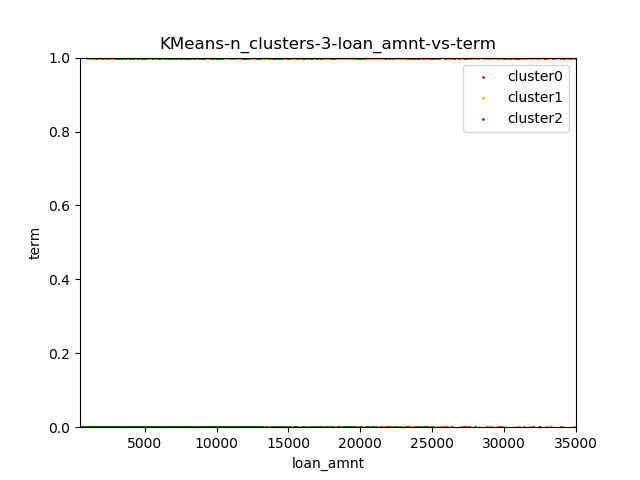 KMeans-n_clusters-3-loan_amnt-vs-term
1.0
0.8
0.6
0.4
0.2
0.0
term
cluster0
cluster1
cluster2
5000 10000 15000 20000 25000 30000 35000
loan_amnt